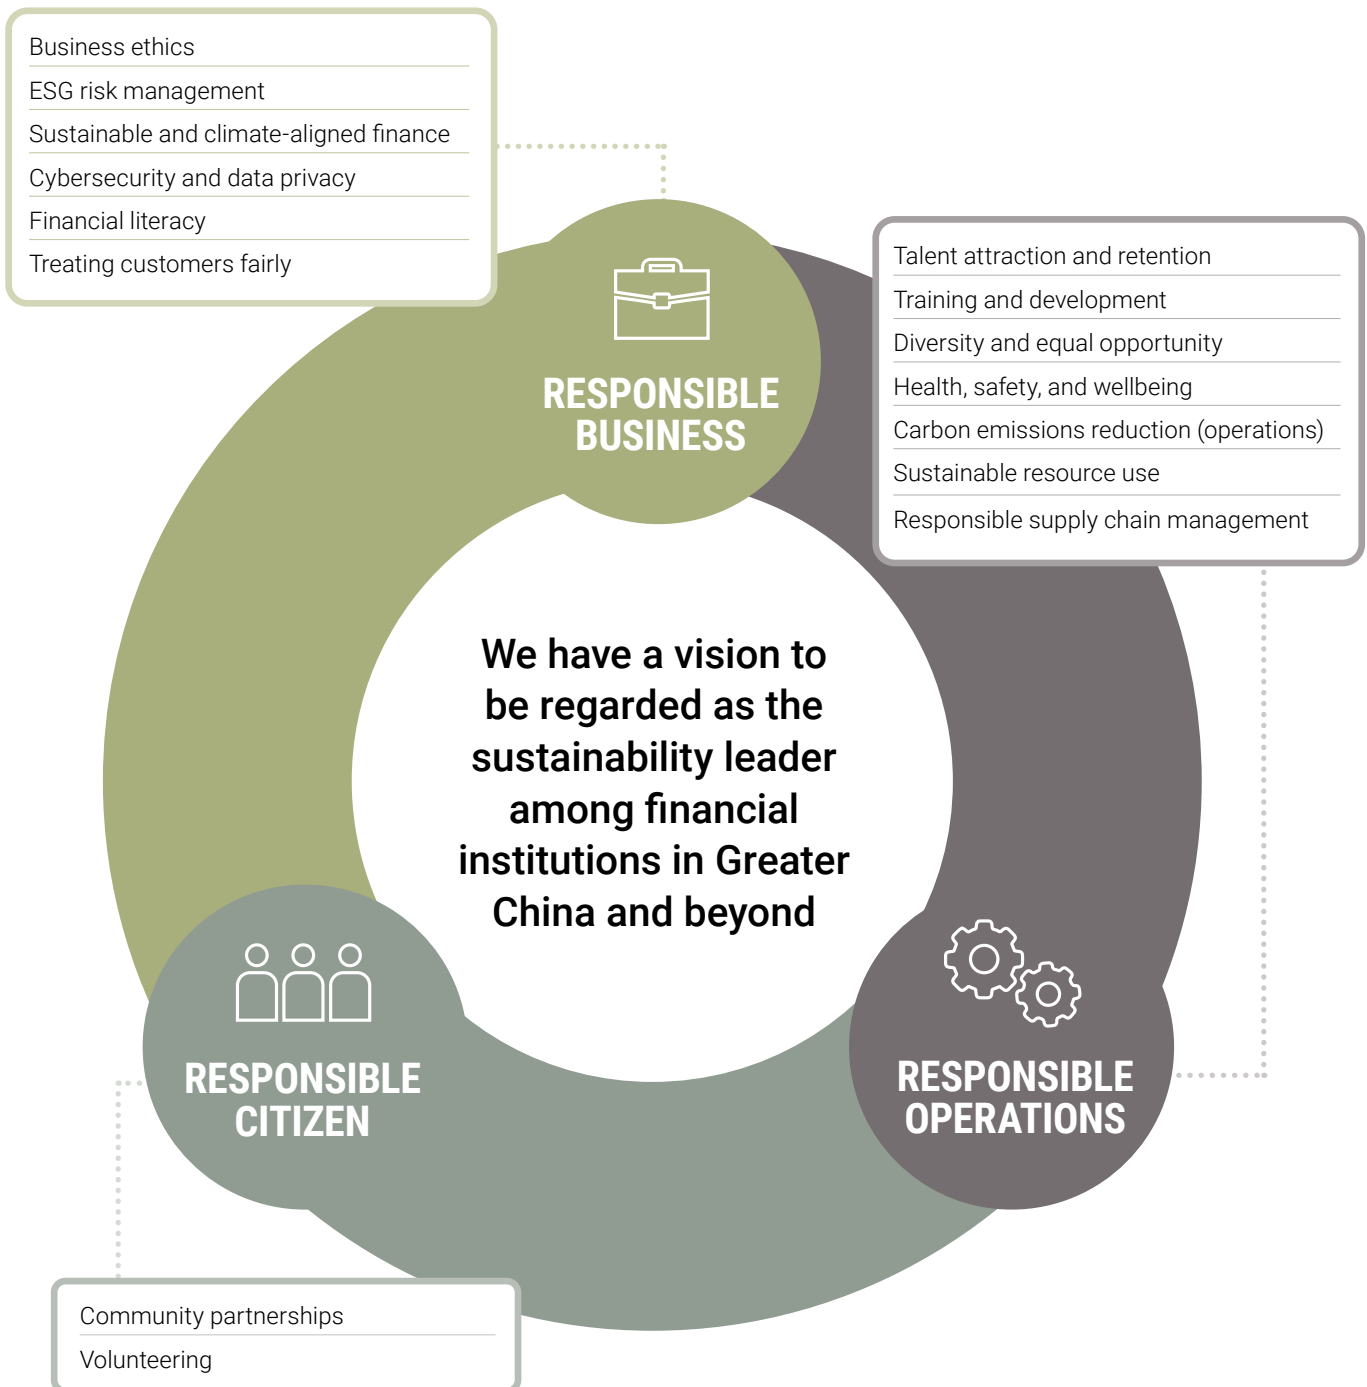 Business ethics
ESG risk management
Sustainable and climate-aligned finance
Cybersecurity and data privacy
Financial literacy
Treating customers fairly
RESPONSIBLE
BUSINESS
Talent attraction and retention
Training and development
Diversity and equal opportunity
Health, safety, and wellbeing
Carbon emissions reduction (operations)
Sustainable resource use
Responsible supply chain management
We have a vision to
be regarded as the
sustainability leader
among financial
institutions in Greater
China and beyond
RESPONSIBLE
CITIZEN
RESPONSIBLE
OPERATIONS
Community partnerships
Volunteering